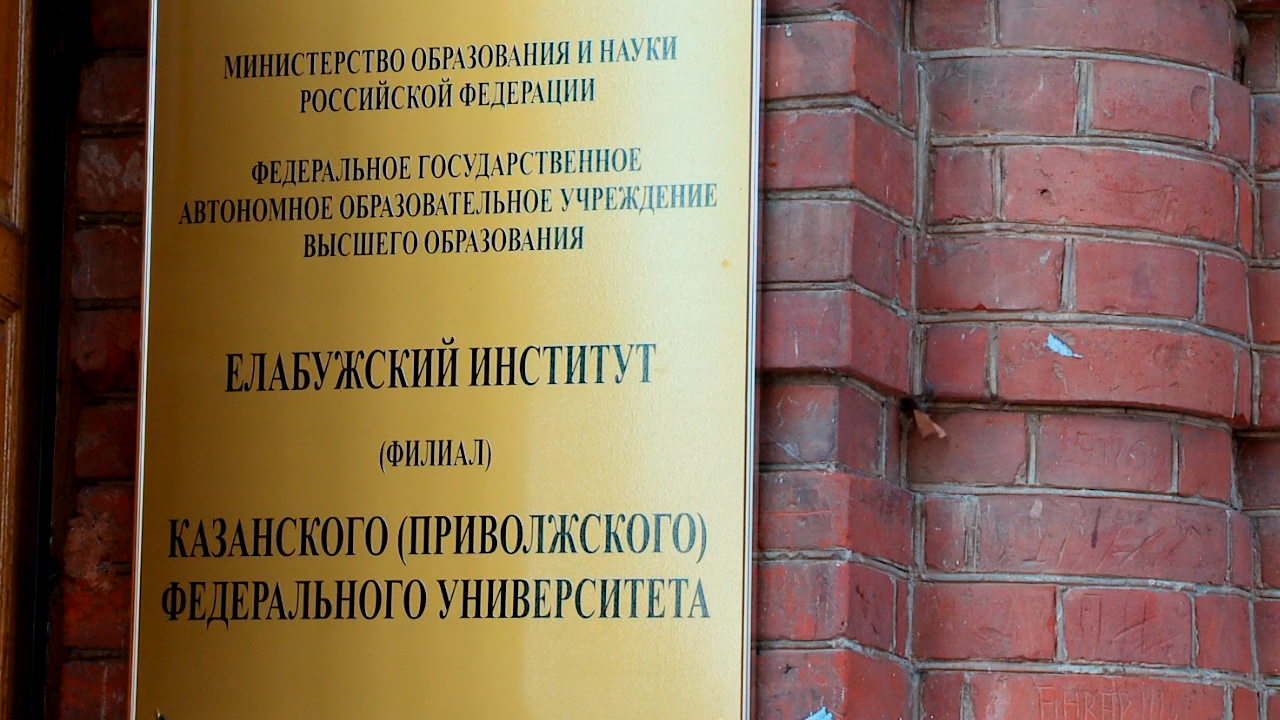 МИНИСТЕРСТВО ОБРАЗОВАНИЯ И НАУКИ
РОССИЙСКОЙ ФЕДЕРАЦИИ
ФЕДЕРАЛЬНОЕ ГОСУДАРСТВЕННОЕ
АВТОНОМНОЕ ОБРАЗОВАТЕЛЬНОЕ УЧРЕЖДЕНИЕ
ВЫСШЕГО ОБРАЗОВАНИЯ
ЕЛАБУЖСКИЙ ИНСТИТУТ
(ФИЛИАЛ)
КАЗАНСКОГО (ПРИВОЛЖСКОГО)
ФЕДЕРАЛЬНОГО УНИВЕРСИТЕТА